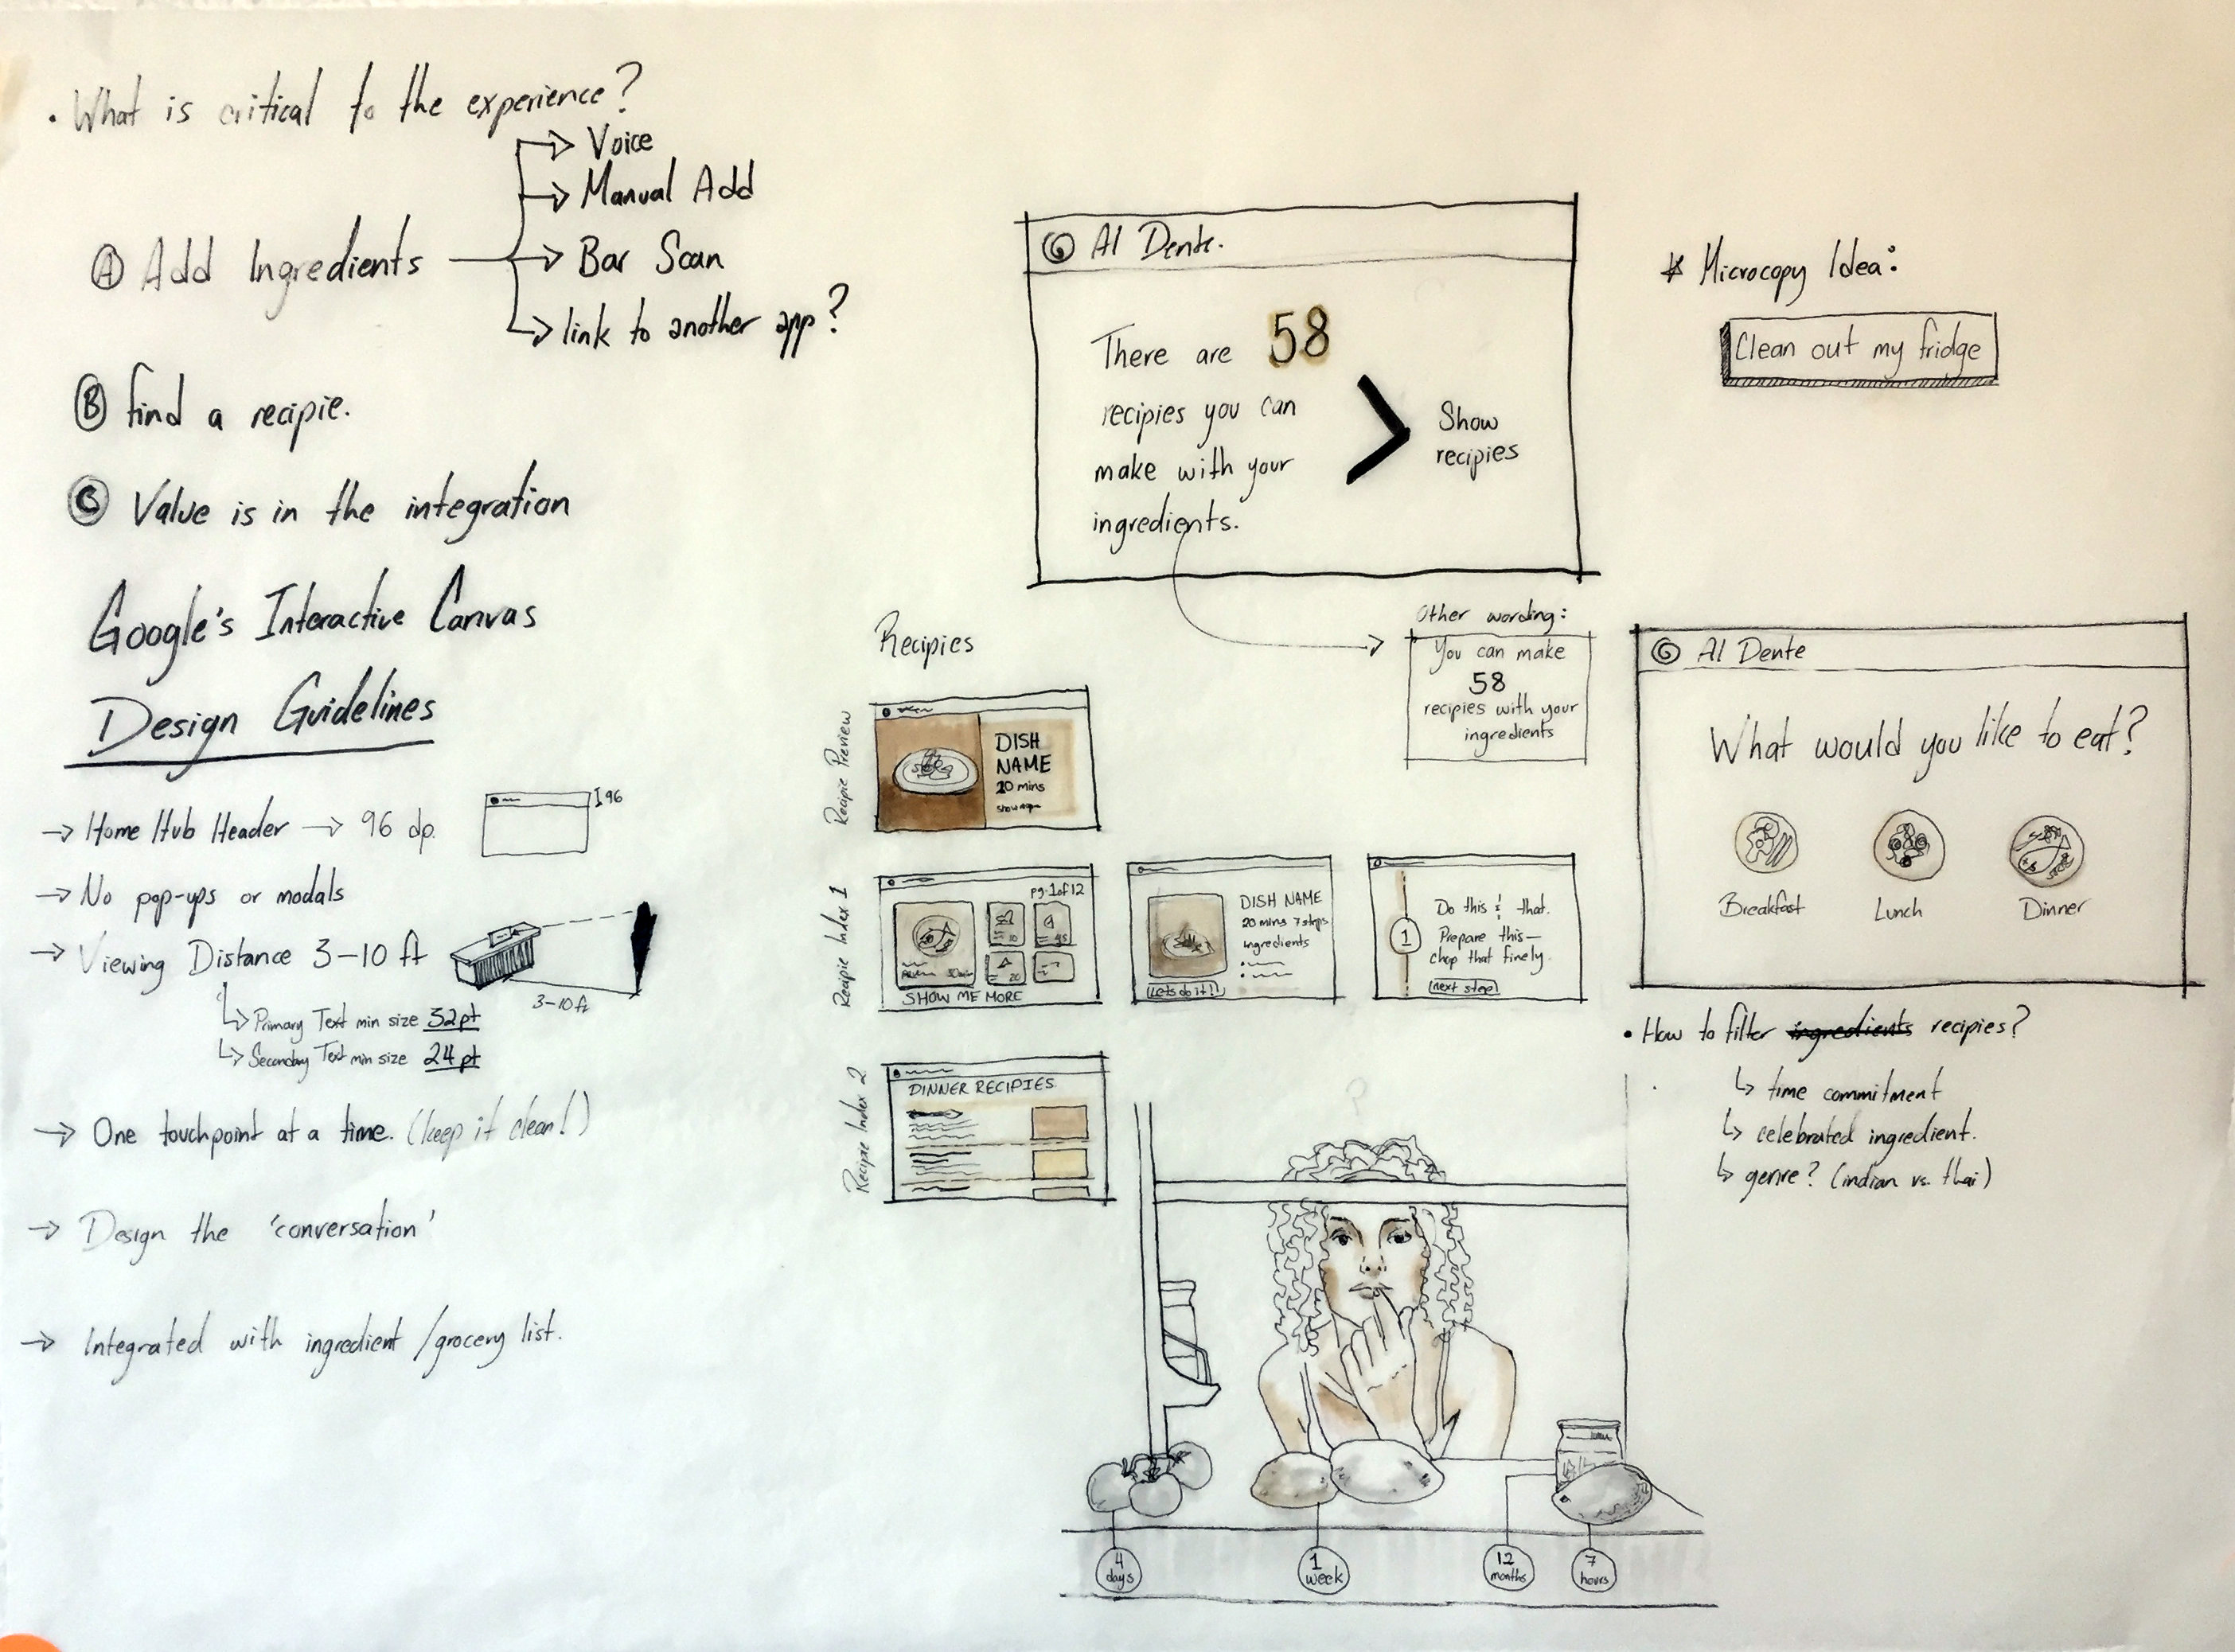 • What is critical to the experience?
Ⓐ Add Ingredients
→ Voice
→ Manual Add
→ Bar Scan
→ link to another app?
Ⓑ find a recipie.
Ⓒ Value is in the integration
Google's Interactive Canvas
Design Guidelines
→ Home Hub Header → 96 dp.
96
→ No pop-ups or modals
→ Viewing Distance 3-10 ft
3-10 ft
↳ Primary Text min size 32pt
↳ Secondary Text min size 24 pt
→ One touchpoint at a time. (keep it clean!)
→ Design the 'conversation'
→ Integrated with ingredient/grocery list.
Al Dente.
There are 58
recipies you can
make with your
ingredients.
Show
recipies
* Microcopy Idea:
Clean out my fridge
Other wording:
You can make
58
recipies with your
ingredients
Recipies
Recipie Preview
DISH
NAME
20 mins
Recipie Index 1
pg. 1 of 12
SHOW ME MORE
DISH NAME
20 mins 7 steps
ingredients
Let's do it!
1
Do this & that.
Prepare this—
chop that finely.
next step
Recipie Index 2
DINNER RECIPIES
Al Dente
What would you like to eat?
Breakfast
Lunch
Dinner
• How to filter ingredients recipies?
↳ time commitment
↳ celebrated ingredient.
↳ genre? (indian vs. thai)
4
days
1
week
12
months
7
hours